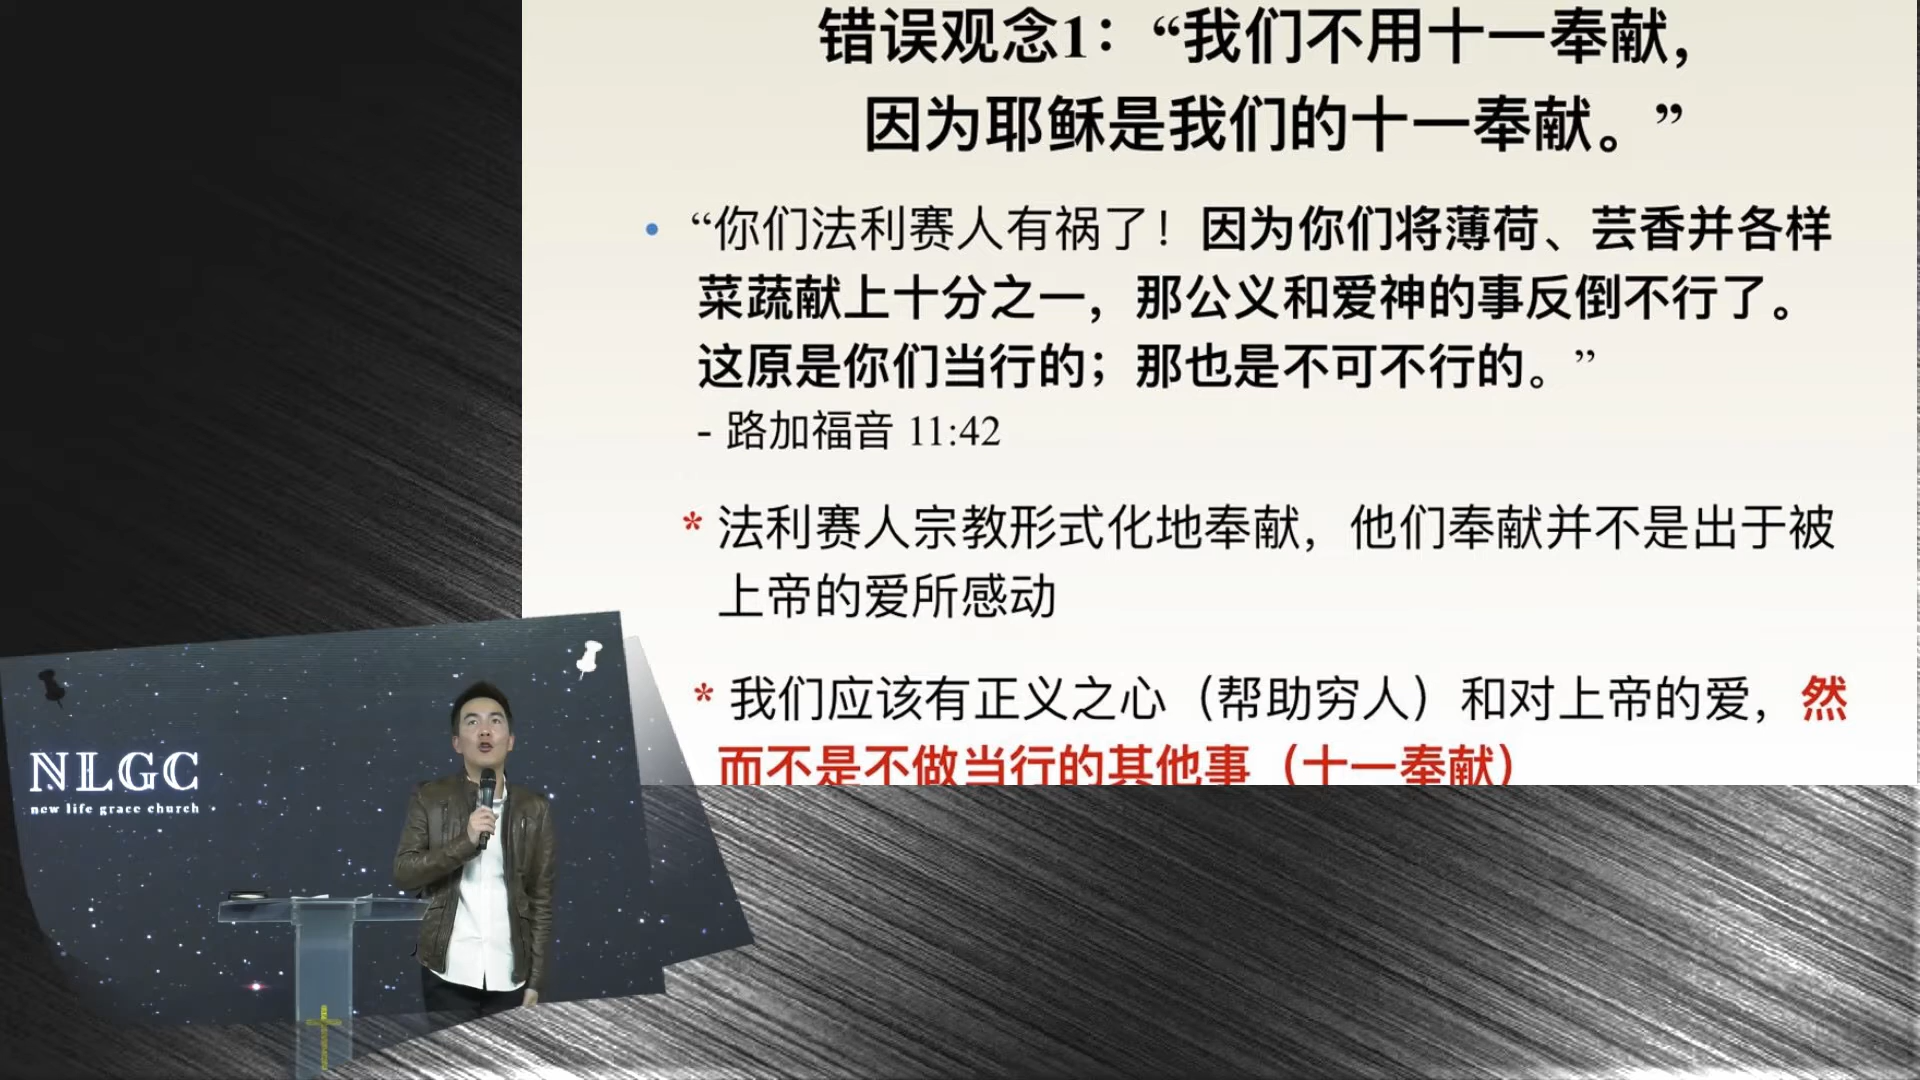 错误观念1：“我们不用十一奉献，
因为耶稣是我们的十一奉献。”
• “你们法利赛人有祸了！因为你们将薄荷、芸香并各样
菜蔬献上十分之一，那公义和爱神的事反倒不行了。
这原是你们当行的；那也是不可不行的。”
- 路加福音 11:42
* 法利赛人宗教形式化地奉献，他们奉献并不是出于被
上帝的爱所感动
* 我们应该有正义之心（帮助穷人）和对上帝的爱，然
而不是不做当行的其他事（十一奉献）
NLGC
new life grace church